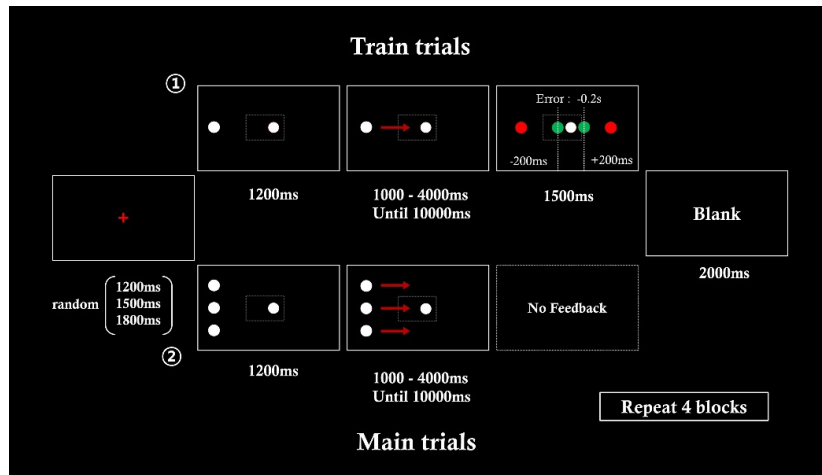 Train trials
①
Error : -0.2s
-200ms
+200ms
1200ms
1000 - 4000ms
Until 10000ms
1500ms
Blank
2000ms
random
1200ms
1500ms
1800ms
②
No Feedback
1200ms
1000 - 4000ms
Until 10000ms
Repeat 4 blocks
Main trials